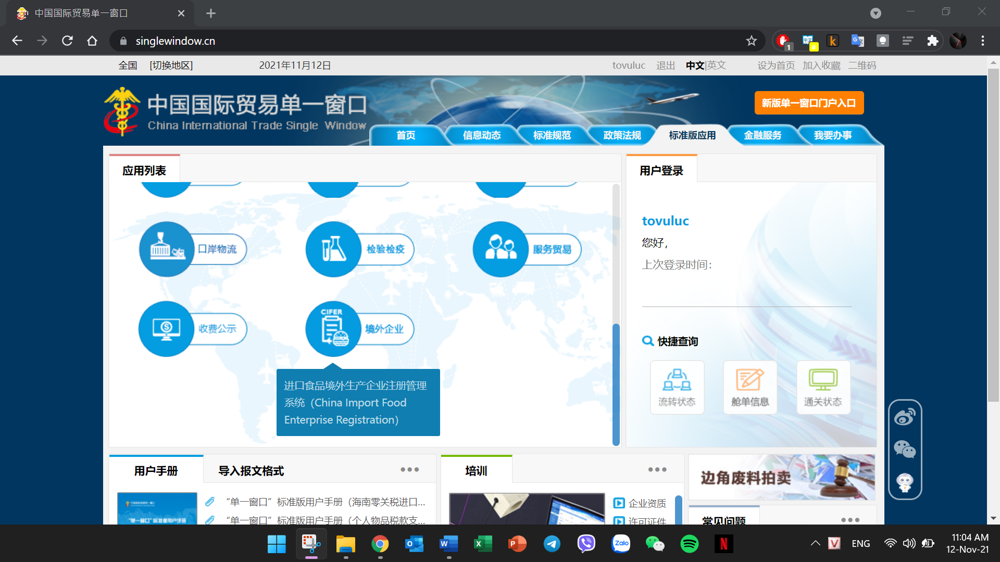 中国国际贸易单一窗口
singlewindow.cn
1
全国 [切换地区] 2021年11月12日 tovuluc 退出 中文|英文 设为首页 加入收藏 二维码
中国国际贸易单一窗口
China International Trade Single Window
新版单一窗口门户入口
首页 信息动态 标准规范 政策法规 标准版应用 金融服务 我要办事
应用列表
口岸物流 检验检疫 服务贸易
收费公示
CIFER
境外企业
进口食品境外生产企业注册管理
系统（China Import Food
Enterprise Registration）
用户登录
tovuluc
您好，
上次登录时间：
快捷查询
流转状态 舱单信息 通关状态
用户手册 导入报文格式
“单一窗口”标准版用户手册
“单一窗口”标准版用户手册（海南零关税进口...
“单一窗口”标准版用户手册（个人物品税款支...
培训
企业资质
许可证件
边角废料拍卖
常见问题
Zalo
ENG
11:04 AM
12-Nov-21